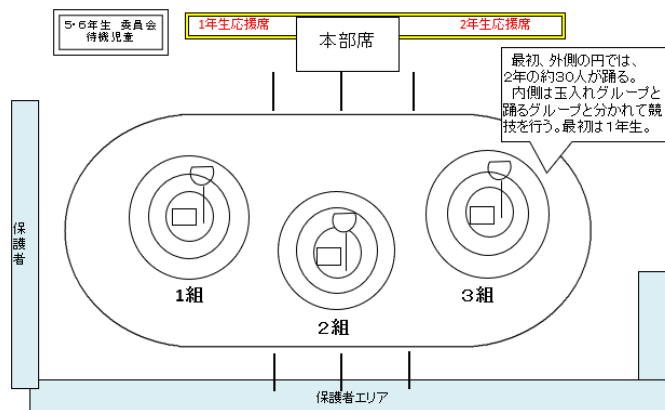 5・6年生 委員会
待機児童
1年生応援席
2年生応援席
本部席
最初、外側の円では、
2年の約30人が踊る。
内側は玉入れグループと
踊るグループと分かれて競
技を行う。最初は1年生。
保護者
1組
2組
3組
保護者エリア